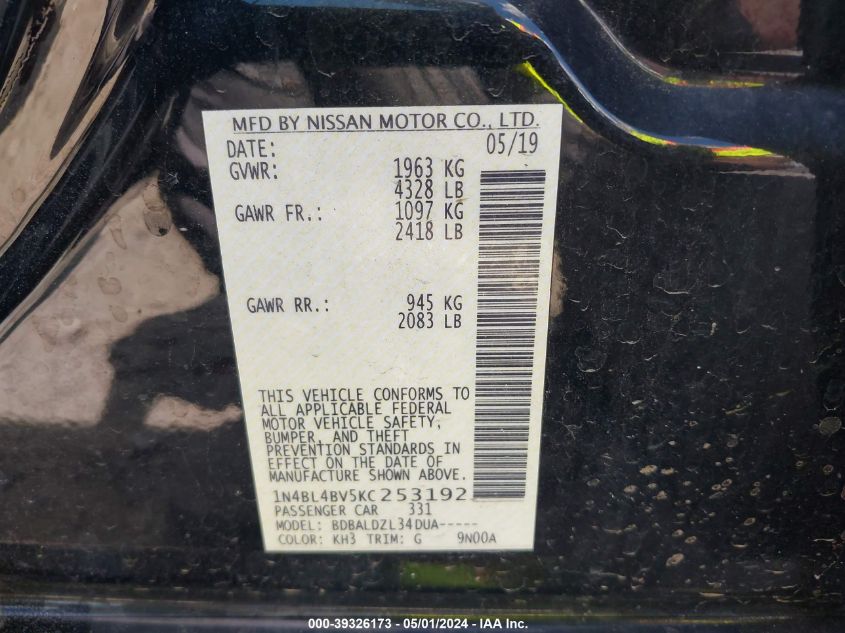 MFD BY NISSAN MOTOR CO., LTD.
DATE: 05/19
GVWR: 1963 KG
4328 LB
GAWR FR.: 1097 KG
2418 LB
GAWR RR.: 945 KG
2083 LB
THIS VEHICLE CONFORMS TO
ALL APPLICABLE FEDERAL
MOTOR VEHICLE SAFETY,
BUMPER, AND THEFT
PREVENTION STANDARDS IN
EFFECT ON THE DATE OF
MANUFACTURE SHOWN ABOVE.
1N4BL4BV5KC253192
PASSENGER CAR 331
MODEL: BDBALDZL34DUA-----
COLOR: KH3 TRIM: G 9N00A
000-39326173 - 05/01/2024 - IAA Inc.